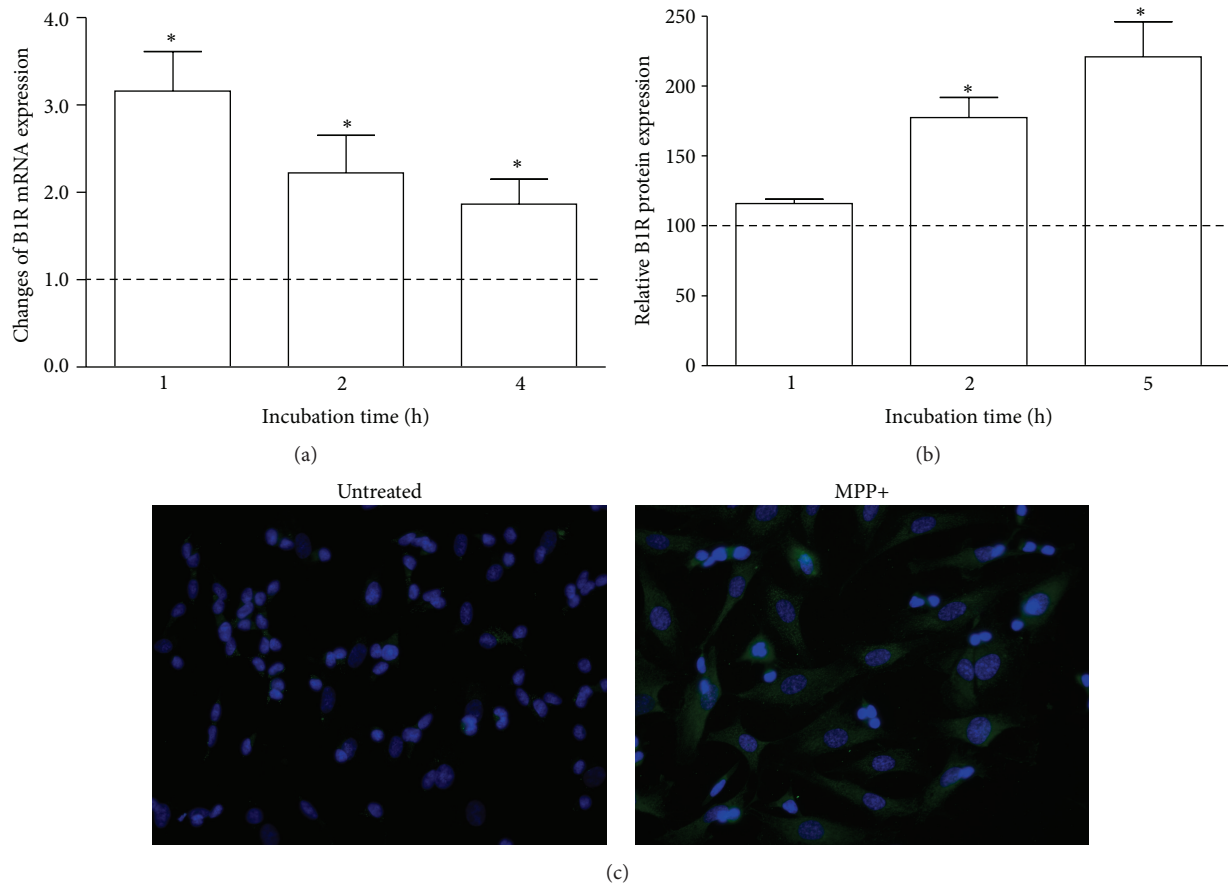 4.0
3.0
2.0
1.0
0.0
Changes of B1R mRNA expression
*
*
*
1
2
4
Incubation time (h)
(a)
250
200
150
100
50
0
Relative B1R protein expression
*
*
1
2
5
Incubation time (h)
(b)
Untreated
MPP+
(c)